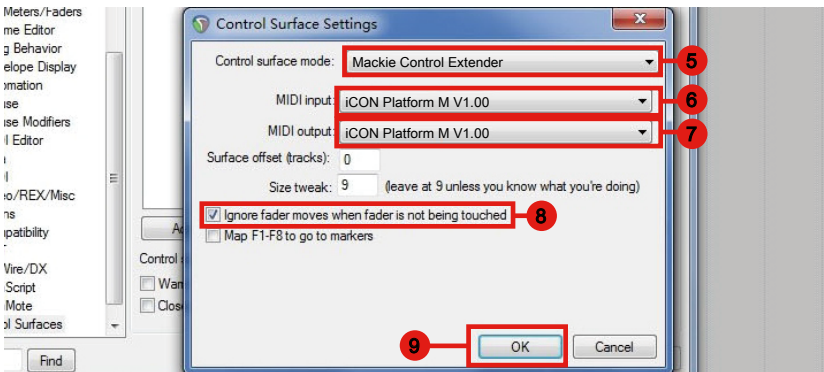 Meters/Faders
me Editor
g Behavior
elope Display
omation
use
use Modifiers
I Editor
eo/REX/Misc
ns
patibility
Wire/DX
Script
Mote
ol Surfaces
Find
Control
Wam
Close
Control Surface Settings
Control surface mode: Mackie Control Extender 5
MIDI input: iCON Platform M V1.00 6
MIDI output: iCON Platform M V1.00 7
Surface offset (tracks): 0
Size tweak: 9 (leave at 9 unless you know what you're doing)
Ignore fader moves when fader is not being touched 8
Map F1-F8 to go to markers
9 OK Cancel